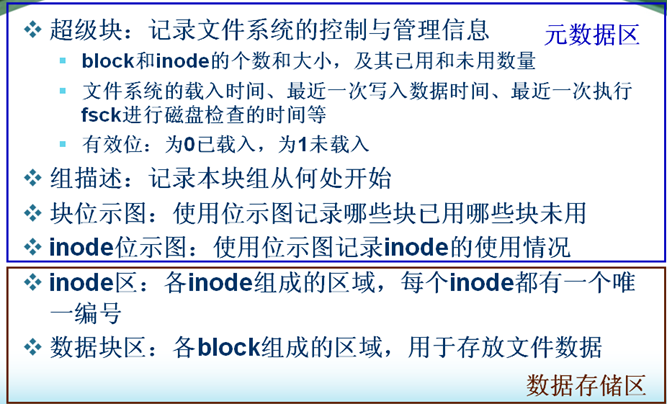 超级块：记录文件系统的控制与管理信息
元数据区
block和inode的个数和大小，及其已用和未用数量
文件系统的载入时间、最近一次写入数据时间、最近一次执行
fsck进行磁盘检查的时间等
有效位：为0已载入，为1未载入
组描述：记录本块组从何处开始
块位示图：使用位示图记录哪些块已用哪些块未用
inode位示图：使用位示图记录inode的使用情况
inode区：各inode组成的区域，每个inode都有一个唯
一编号
数据块区：各block组成的区域，用于存放文件数据
数据存储区